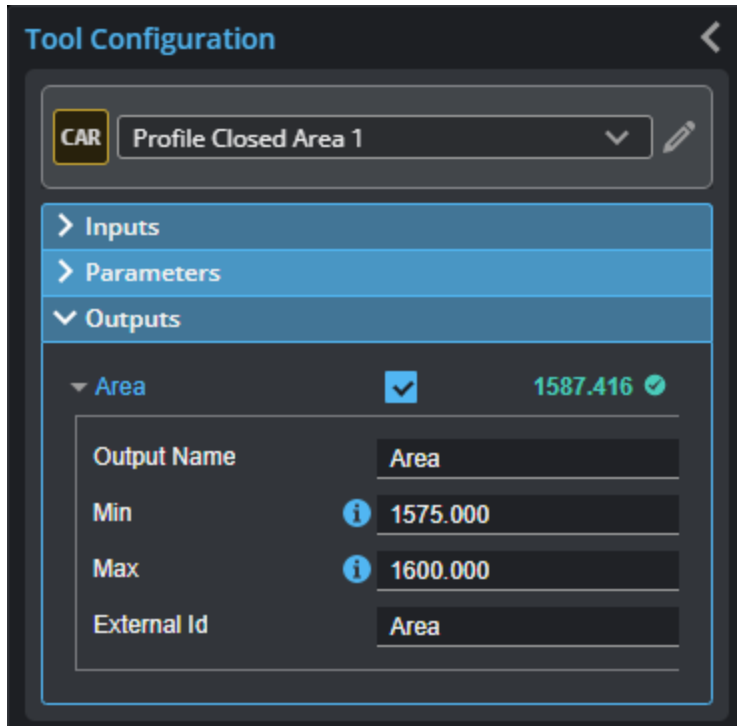 Tool Configuration
CAR Profile Closed Area 1
Inputs
Parameters
Outputs
Area 1587.416
Output Name Area
Min 1575.000
Max 1600.000
External Id Area